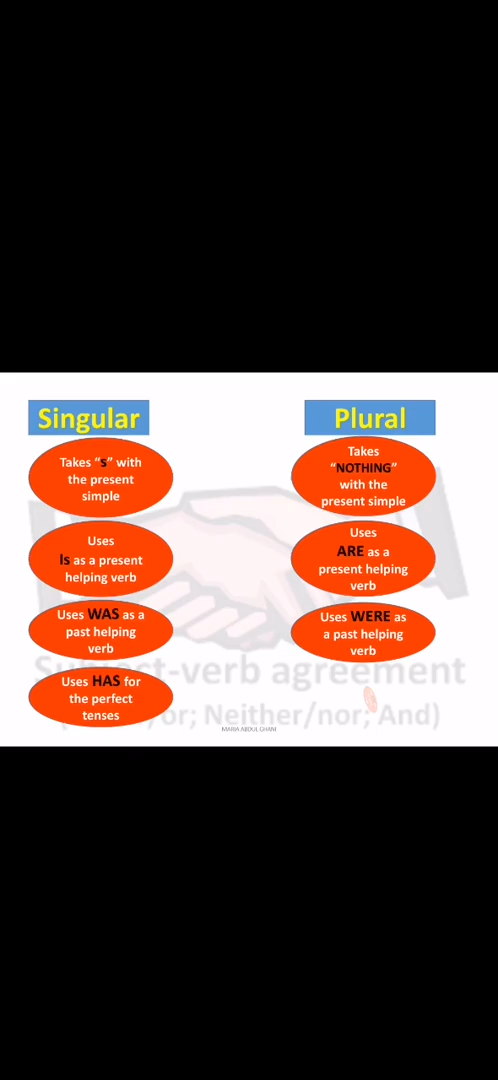 Singular
Takes “s” with
the present
simple
Uses
Is as a present
helping verb
Uses WAS as a
past helping
verb
Uses HAS for
the perfect
tenses
Plural
Takes
“NOTHING”
with the
present simple
Uses
ARE as a
present helping
verb
Uses WERE as
a past helping
verb
Subject-verb agreement
/or; Neither/nor; And)
MARIA ABDUL GHANI